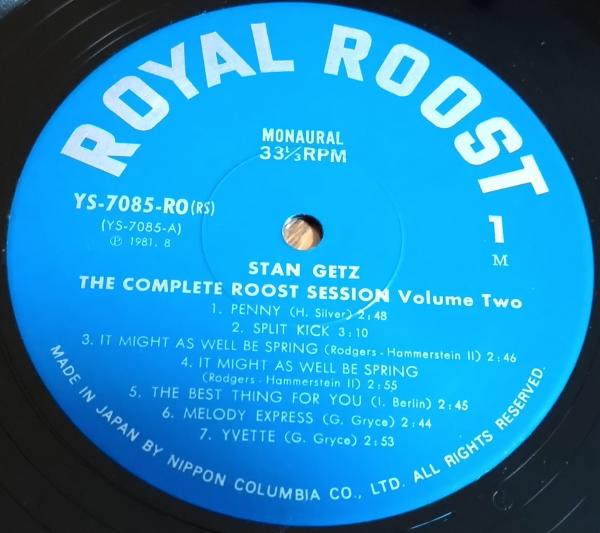 ROYAL ROOST
MONAURAL
33⅓RPM
YS-7085-RO(RS)
(YS-7085-A)
Ⓟ 1981. 8
1
M
STAN GETZ
THE COMPLETE ROOST SESSION Volume Two
1. PENNY (H. Silver) 2:48
2. SPLIT KICK 3:10
3. IT MIGHT AS WELL BE SPRING (Rodgers-Hammerstein II) 2:46
4. IT MIGHT AS WELL BE SPRING
(Rodgers-Hammerstein II) 2:55
5. THE BEST THING FOR YOU (I. Berlin) 2:45
6. MELODY EXPRESS (G. Gryce) 2:44
7. YVETTE (G. Gryce) 2:53
MADE IN JAPAN BY NIPPON COLUMBIA CO., LTD. ALL RIGHTS RESERVED.